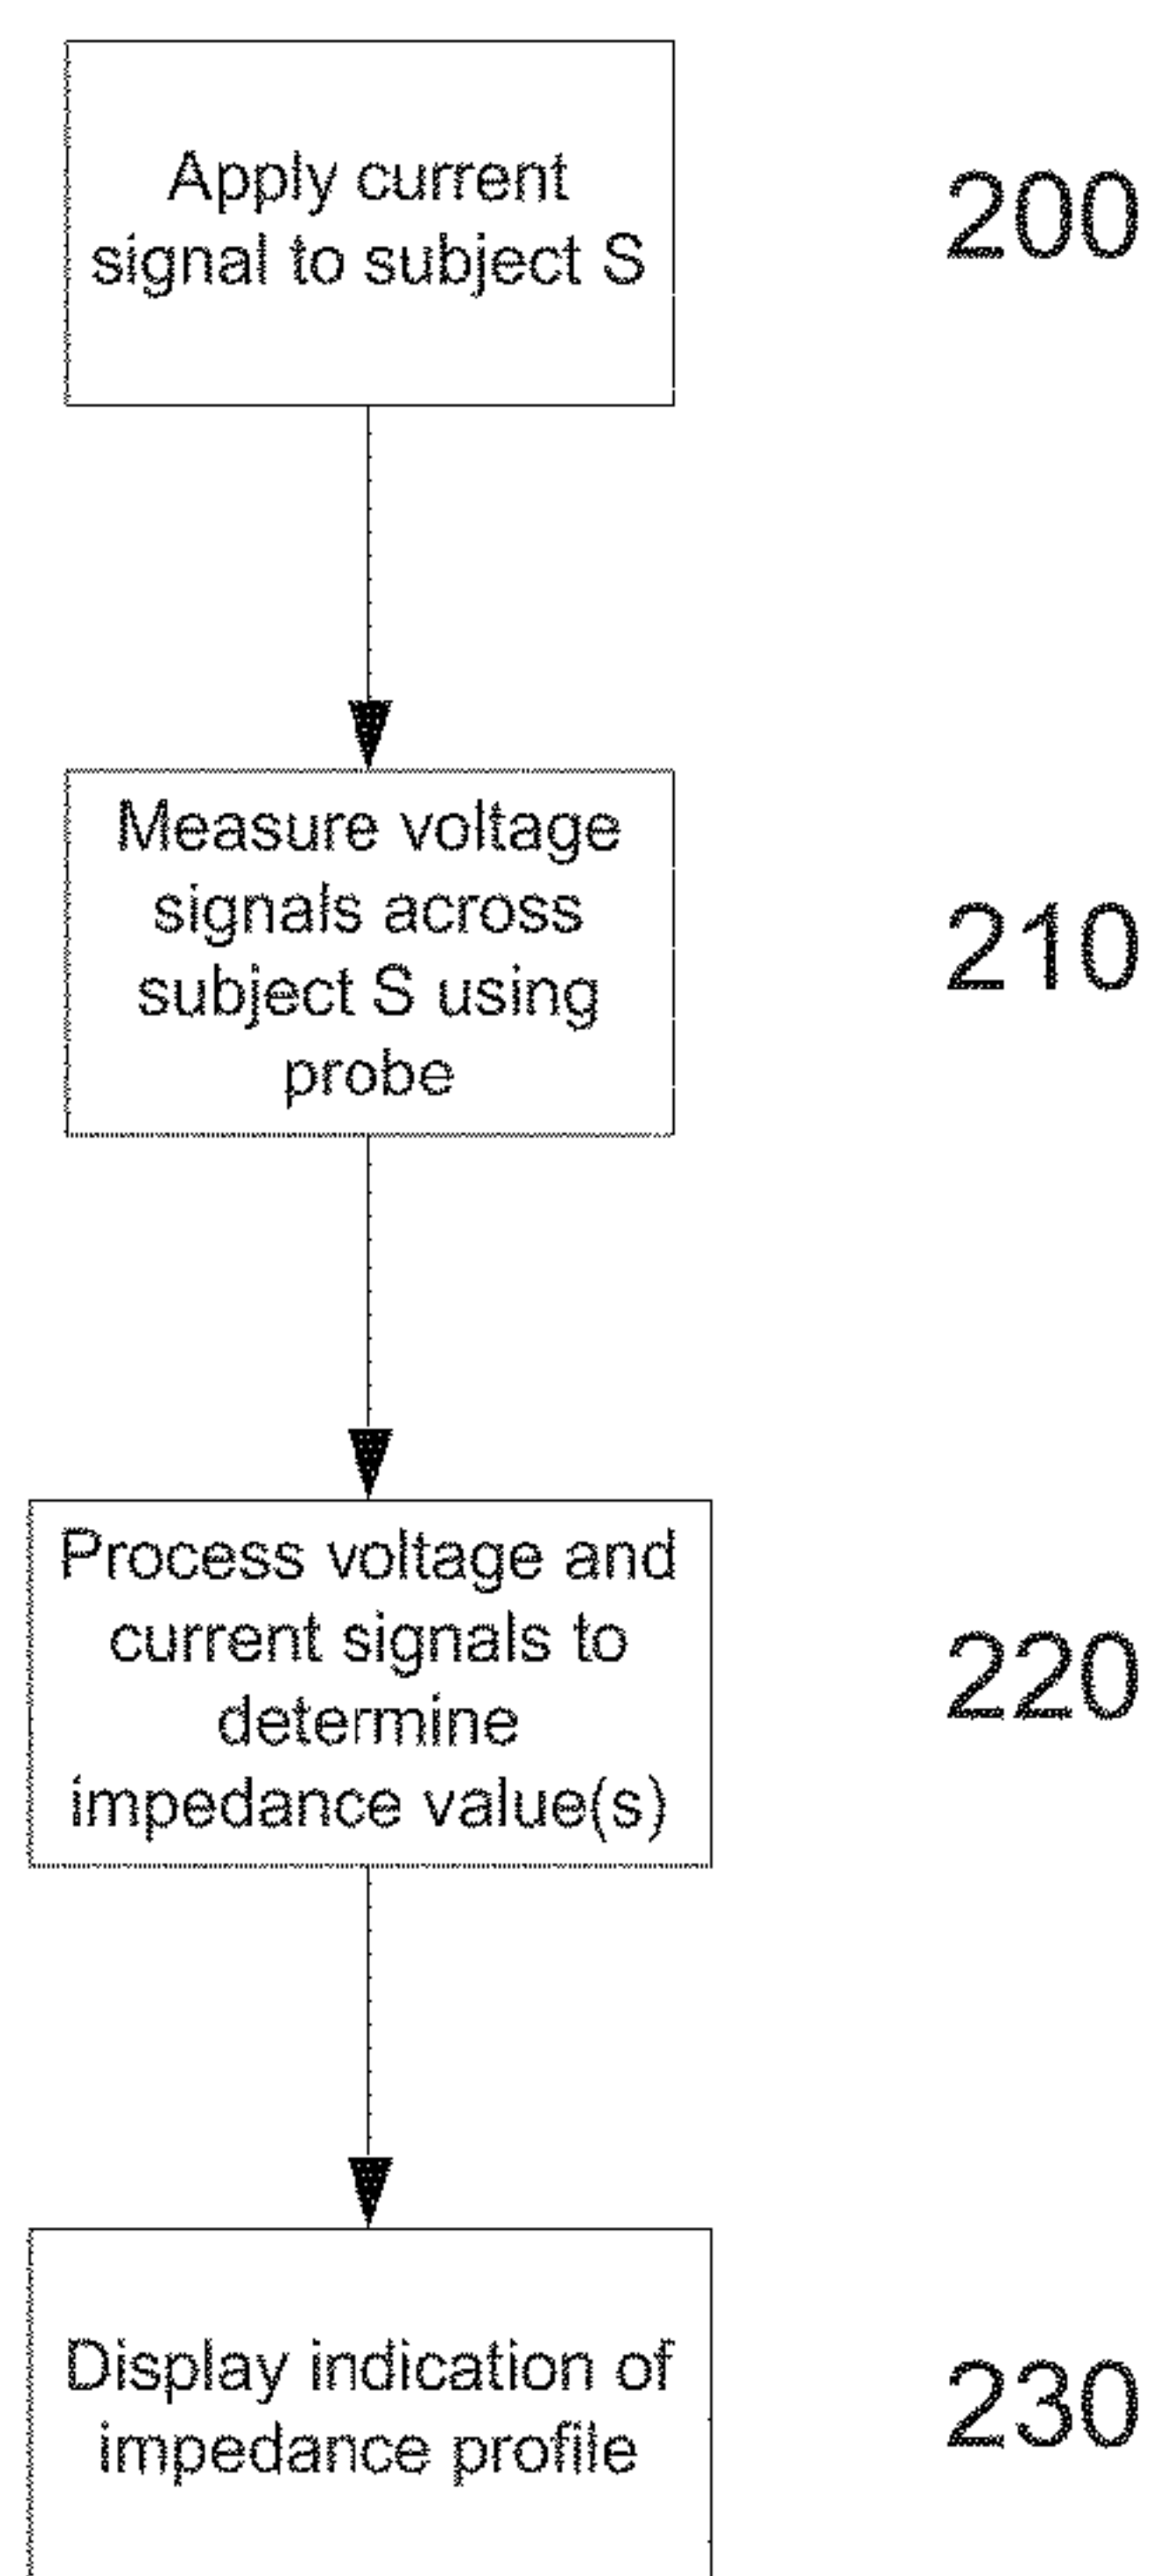 Apply current
signal to subject S
200
Measure voltage
signals across
subject S using
probe
210
Process voltage and
current signals to
determine
impedance value(s)
220
Display indication of
impedance profile
230